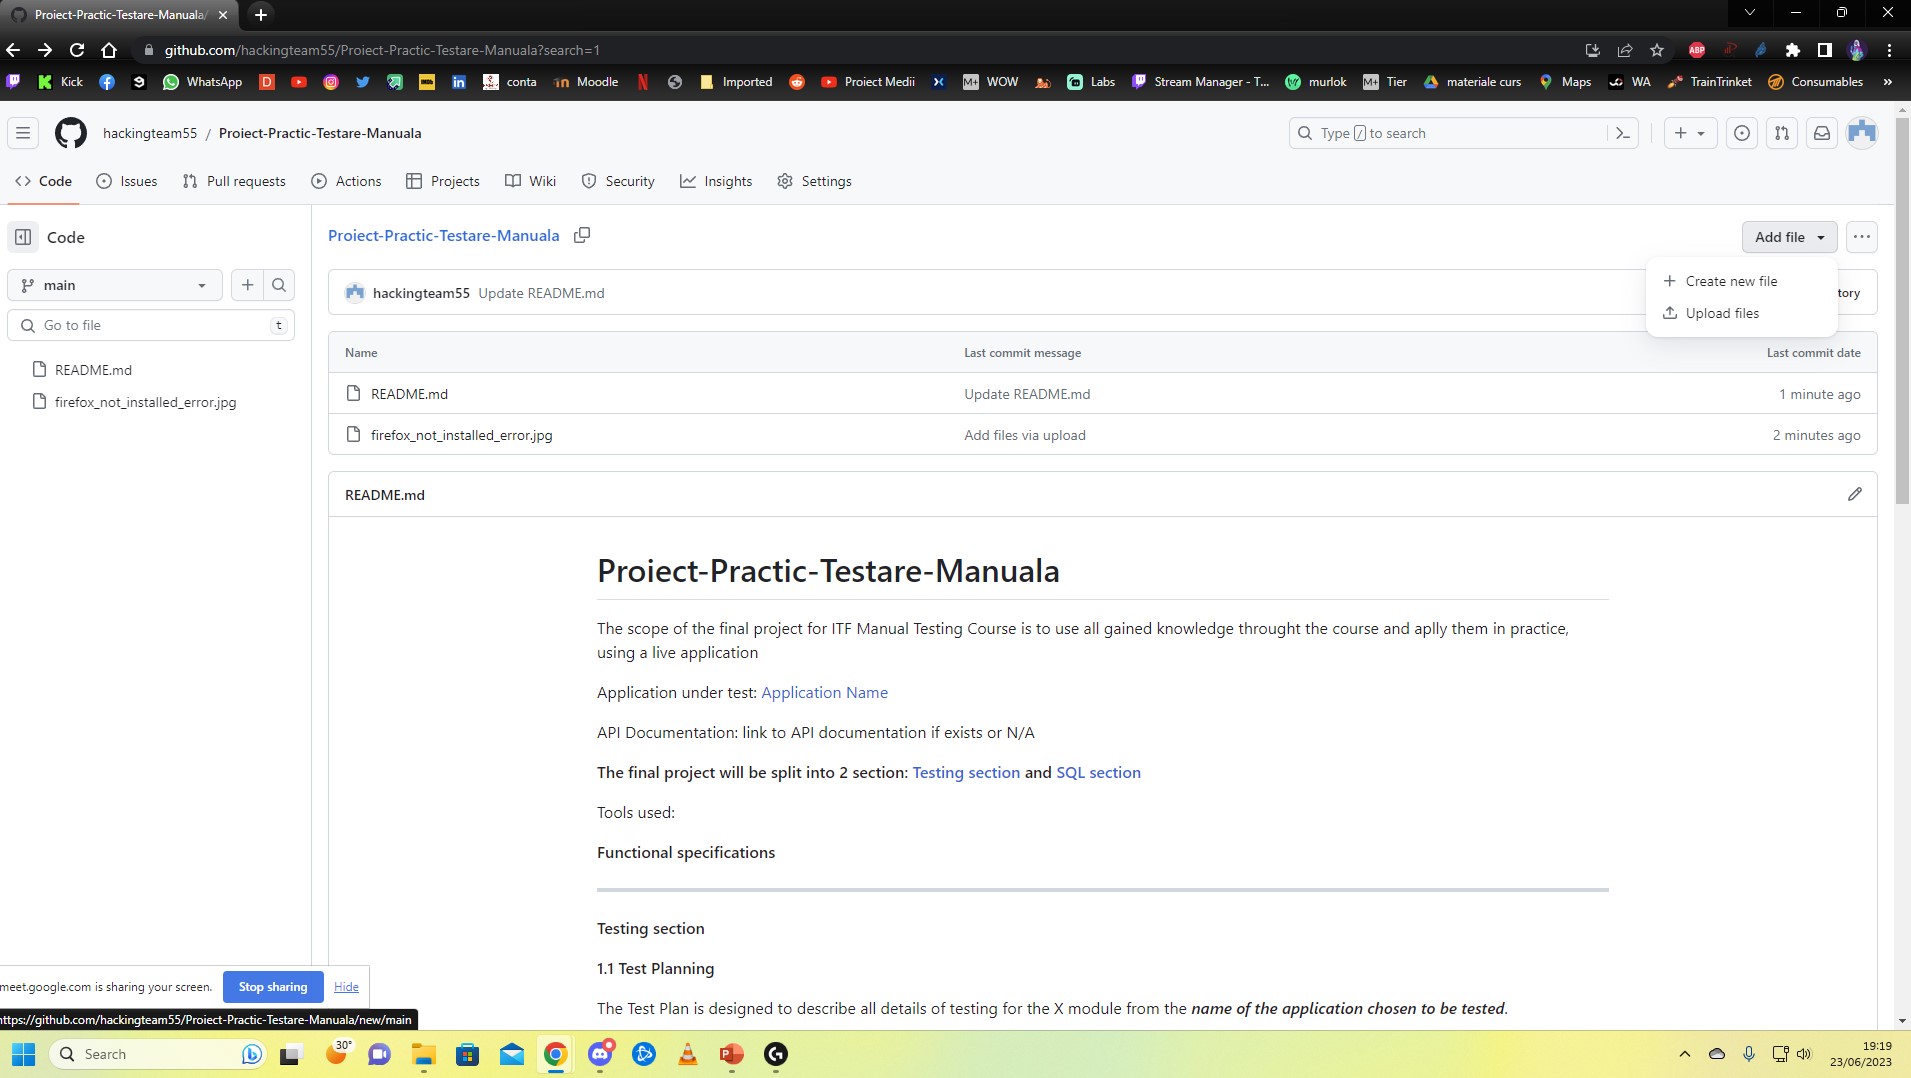 Proiect-Practic-Testare-Manuala/
github.com/hackingteam55/Proiect-Practic-Testare-Manuala?search=1
ABP
Kick WhatsApp D in conta Moodle N Imported Proiect Medii M+ WOW Labs Stream Manager - T... murlok M+ Tier materiale curs Maps WA TrainTrinket Consumables »
hackingteam55 / Proiect-Practic-Testare-Manuala
Type / to search
Code Issues Pull requests Actions Projects Wiki Security Insights Settings
Code
Proiect-Practic-Testare-Manuala
Add file
main
hackingteam55 Update README.md
Create new file
tory
Upload files
Go to file t
Name Last commit message Last commit date
README.md
firefox_not_installed_error.jpg
README.md Update README.md 1 minute ago
firefox_not_installed_error.jpg Add files via upload 2 minutes ago
README.md
Proiect-Practic-Testare-Manuala
The scope of the final project for ITF Manual Testing Course is to use all gained knowledge throught the course and aplly them in practice,
using a live application
Application under test: Application Name
API Documentation: link to API documentation if exists or N/A
The final project will be split into 2 section: Testing section and SQL section
Tools used:
Functional specifications
Testing section
1.1 Test Planning
The Test Plan is designed to describe all details of testing for the X module from the name of the application chosen to be tested.
meet.google.com is sharing your screen. Stop sharing Hide
https://github.com/hackingteam55/Proiect-Practic-Testare-Manuala/new/main
Search
30°
19:19
23/06/2023